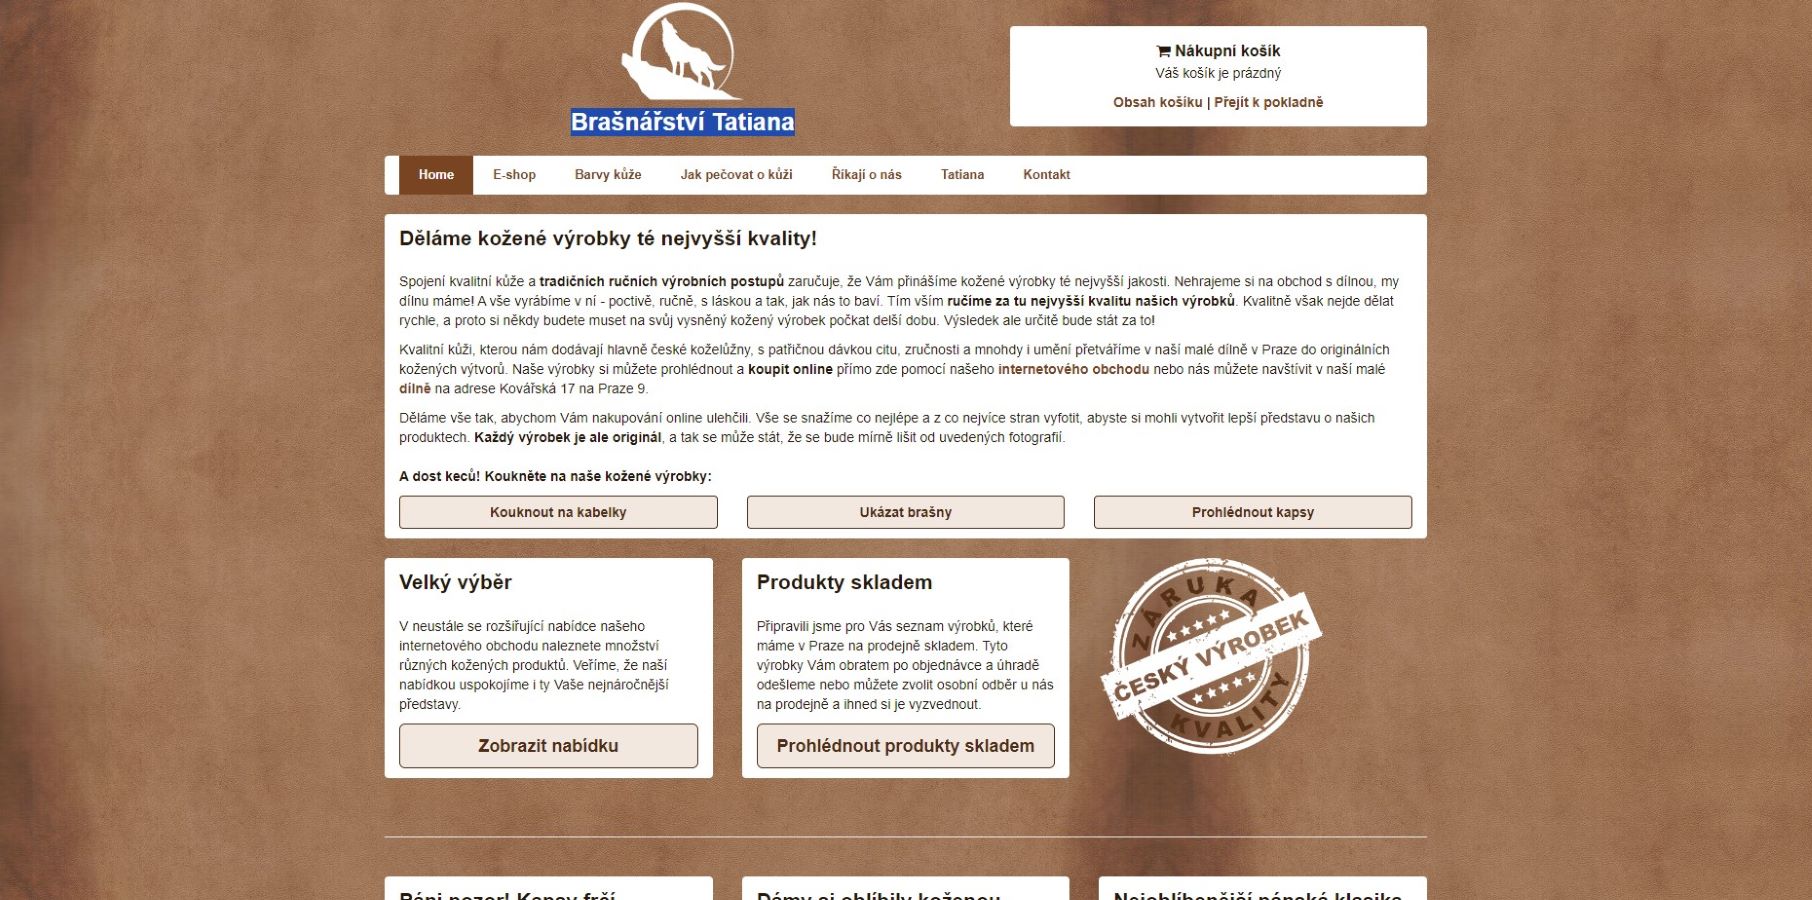 Brašnářství Tatiana
Nákupní košík
Váš košík je prázdný
Obsah košíku | Přejít k pokladně
Home E-shop Barvy kůže Jak pečovat o kůži Říkají o nás Tatiana Kontakt
Děláme kožené výrobky té nejvyšší kvality!
Spojení kvalitní kůže a tradičních ručních výrobních postupů zaručuje, že Vám přinášíme kožené výrobky té nejvyšší jakosti. Nehrajeme si na obchod s dílnou, my
dílnu máme! A vše vyrábíme v ní - poctivě, ručně, s láskou a tak, jak nás to baví. Tím vším ručíme za tu nejvyšší kvalitu našich výrobků. Kvalitně však nejde dělat
rychle, a proto si někdy budete muset na svůj vysněný kožený výrobek počkat delší dobu. Výsledek ale určitě bude stát za to!
Kvalitní kůži, kterou nám dodávají hlavně české koželůžny, s patřičnou dávkou citu, zručnosti a mnohdy i umění přetváříme v naší malé dílně v Praze do originálních
kožených výtvorů. Naše výrobky si můžete prohlédnout a koupit online přímo zde pomocí našeho internetového obchodu nebo nás můžete navštívit v naší malé
dílně na adrese Kovářská 17 na Praze 9.
Děláme vše tak, abychom Vám nakupování online ulehčili. Vše se snažíme co nejlépe a z co nejvíce stran vyfotit, abyste si mohli vytvořit lepší představu o našich
produktech. Každý výrobek je ale originál, a tak se může stát, že se bude mírně lišit od uvedených fotografií.
A dost keců! Koukněte na naše kožené výrobky:
Kouknout na kabelky
Ukázat brašny
Prohlédnout kapsy
Velký výběr
V neustále se rozšiřující nabídce našeho
internetového obchodu naleznete množství
různých kožených produktů. Veříme, že naší
nabídkou uspokojíme i ty Vaše nejnáročnější
představy.
Zobrazit nabídku
Produkty skladem
Připravili jsme pro Vás seznam výrobků, které
máme v Praze na prodejně skladem. Tyto
výrobky Vám obratem po objednávce a úhradě
odešleme nebo můžete zvolit osobní odběr u nás
na prodejně a ihned si je vyzvednout.
Prohlédnout produkty skladem
ZÁRUKA
ČESKÝ VÝROBEK
KVALITY
Páni pozor! Kapsy frčí
Dámy si oblíbily koženou
Nejoblíbenější pánská klasika